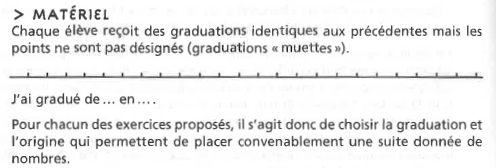 > MATÉRIEL
Chaque élève reçoit des graduations identiques aux précédentes mais les
points ne sont pas désignés (graduations « muettes »).
J'ai gradué de ... en ....
Pour chacun des exercices proposés, il s'agit donc de choisir la graduation et
l'origine qui permettent de placer convenablement une suite donnée de
nombres.